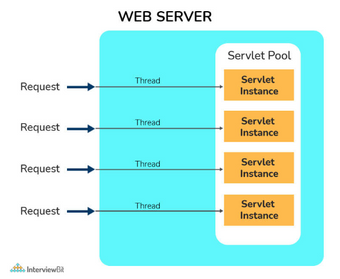 WEB SERVER
Servlet Pool
Request
Thread
Servlet
Instance
Request
Thread
Servlet
Instance
Request
Thread
Servlet
Instance
Request
Thread
Servlet
Instance
InterviewBit